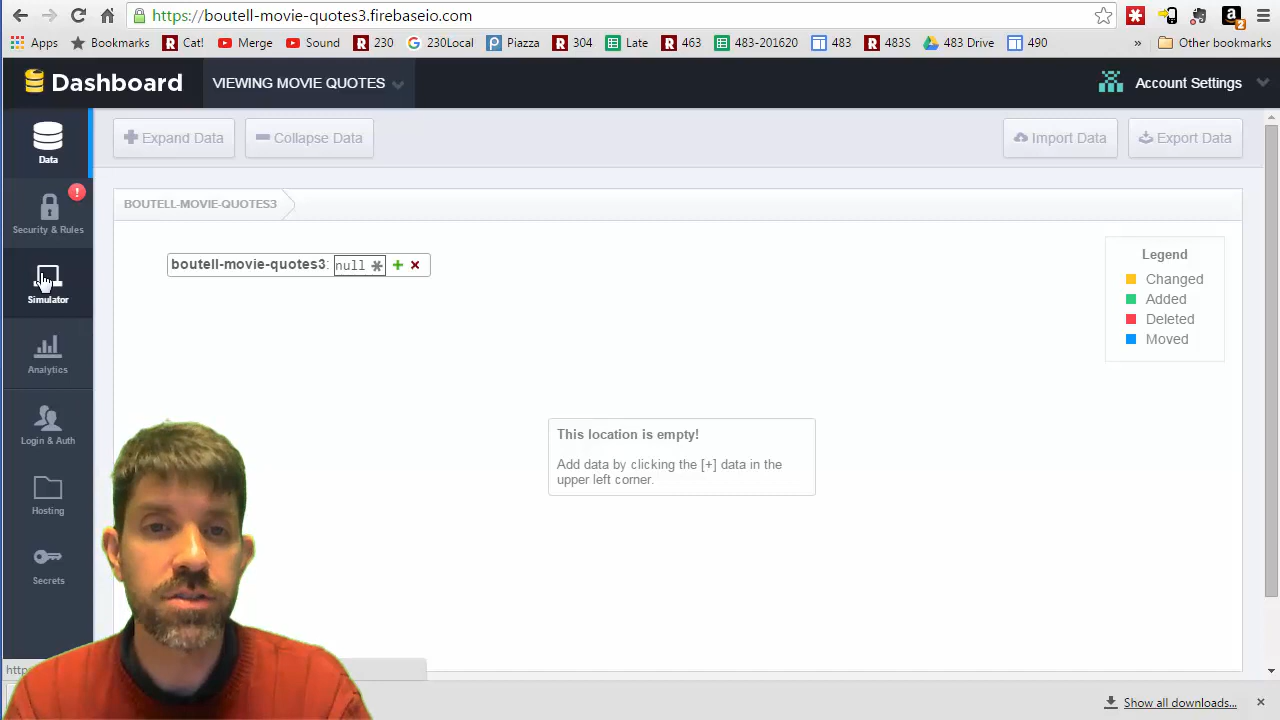 https://boutell-movie-quotes3.firebaseio.com
Apps Bookmarks Cat! Merge Sound 230 230Local Piazza 304 Late 463 483-201620 483 483S 483 Drive 490 » Other bookmarks
2
Dashboard VIEWING MOVIE QUOTES Account Settings
Data
Expand Data Collapse Data Import Data Export Data
Security & Rules
!
BOUTELL-MOVIE-QUOTES3
boutell-movie-quotes3: null
Legend
Changed
Added
Deleted
Moved
Simulator
Analytics
Login & Auth
Hosting
Secrets
This location is empty!
Add data by clicking the [+] data in the
upper left corner.
Show all downloads...